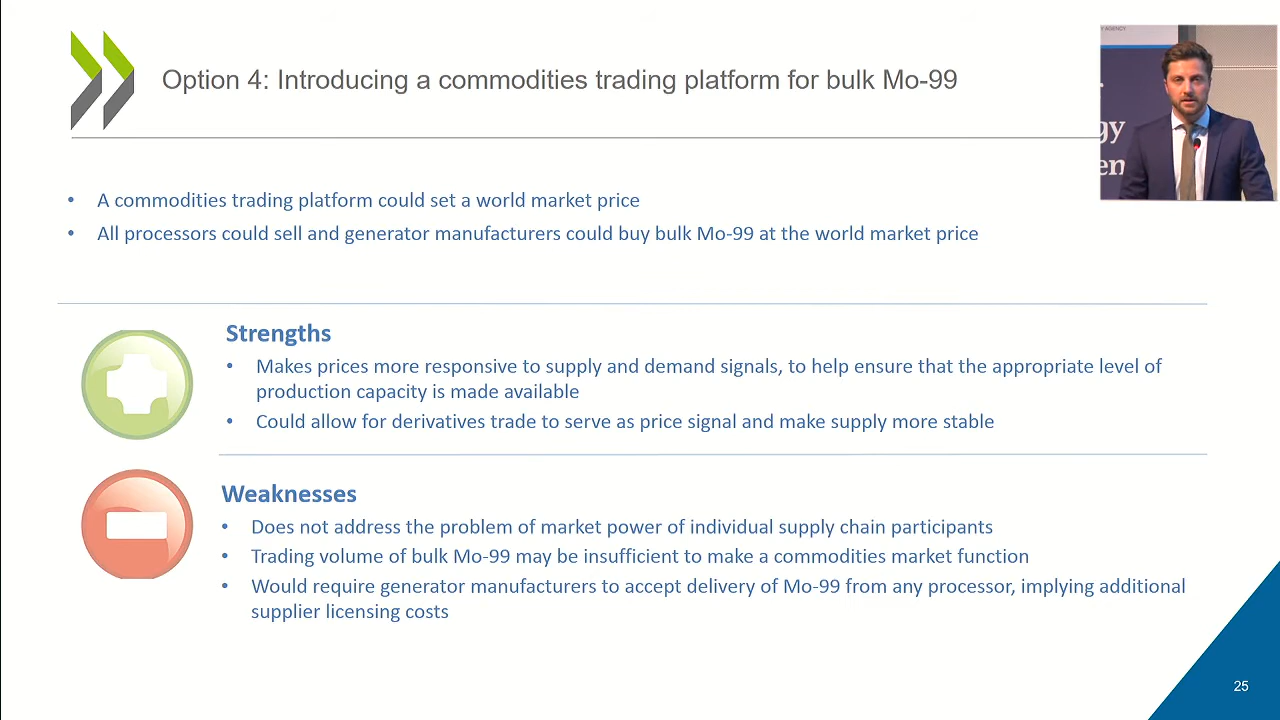 Y AGENCY
Option 4: Introducing a commodities trading platform for bulk Mo-99
gy
en
• A commodities trading platform could set a world market price
• All processors could sell and generator manufacturers could buy bulk Mo-99 at the world market price
Strengths
• Makes prices more responsive to supply and demand signals, to help ensure that the appropriate level of
production capacity is made available
• Could allow for derivatives trade to serve as price signal and make supply more stable
Weaknesses
• Does not address the problem of market power of individual supply chain participants
• Trading volume of bulk Mo-99 may be insufficient to make a commodities market function
• Would require generator manufacturers to accept delivery of Mo-99 from any processor, implying additional
supplier licensing costs
25